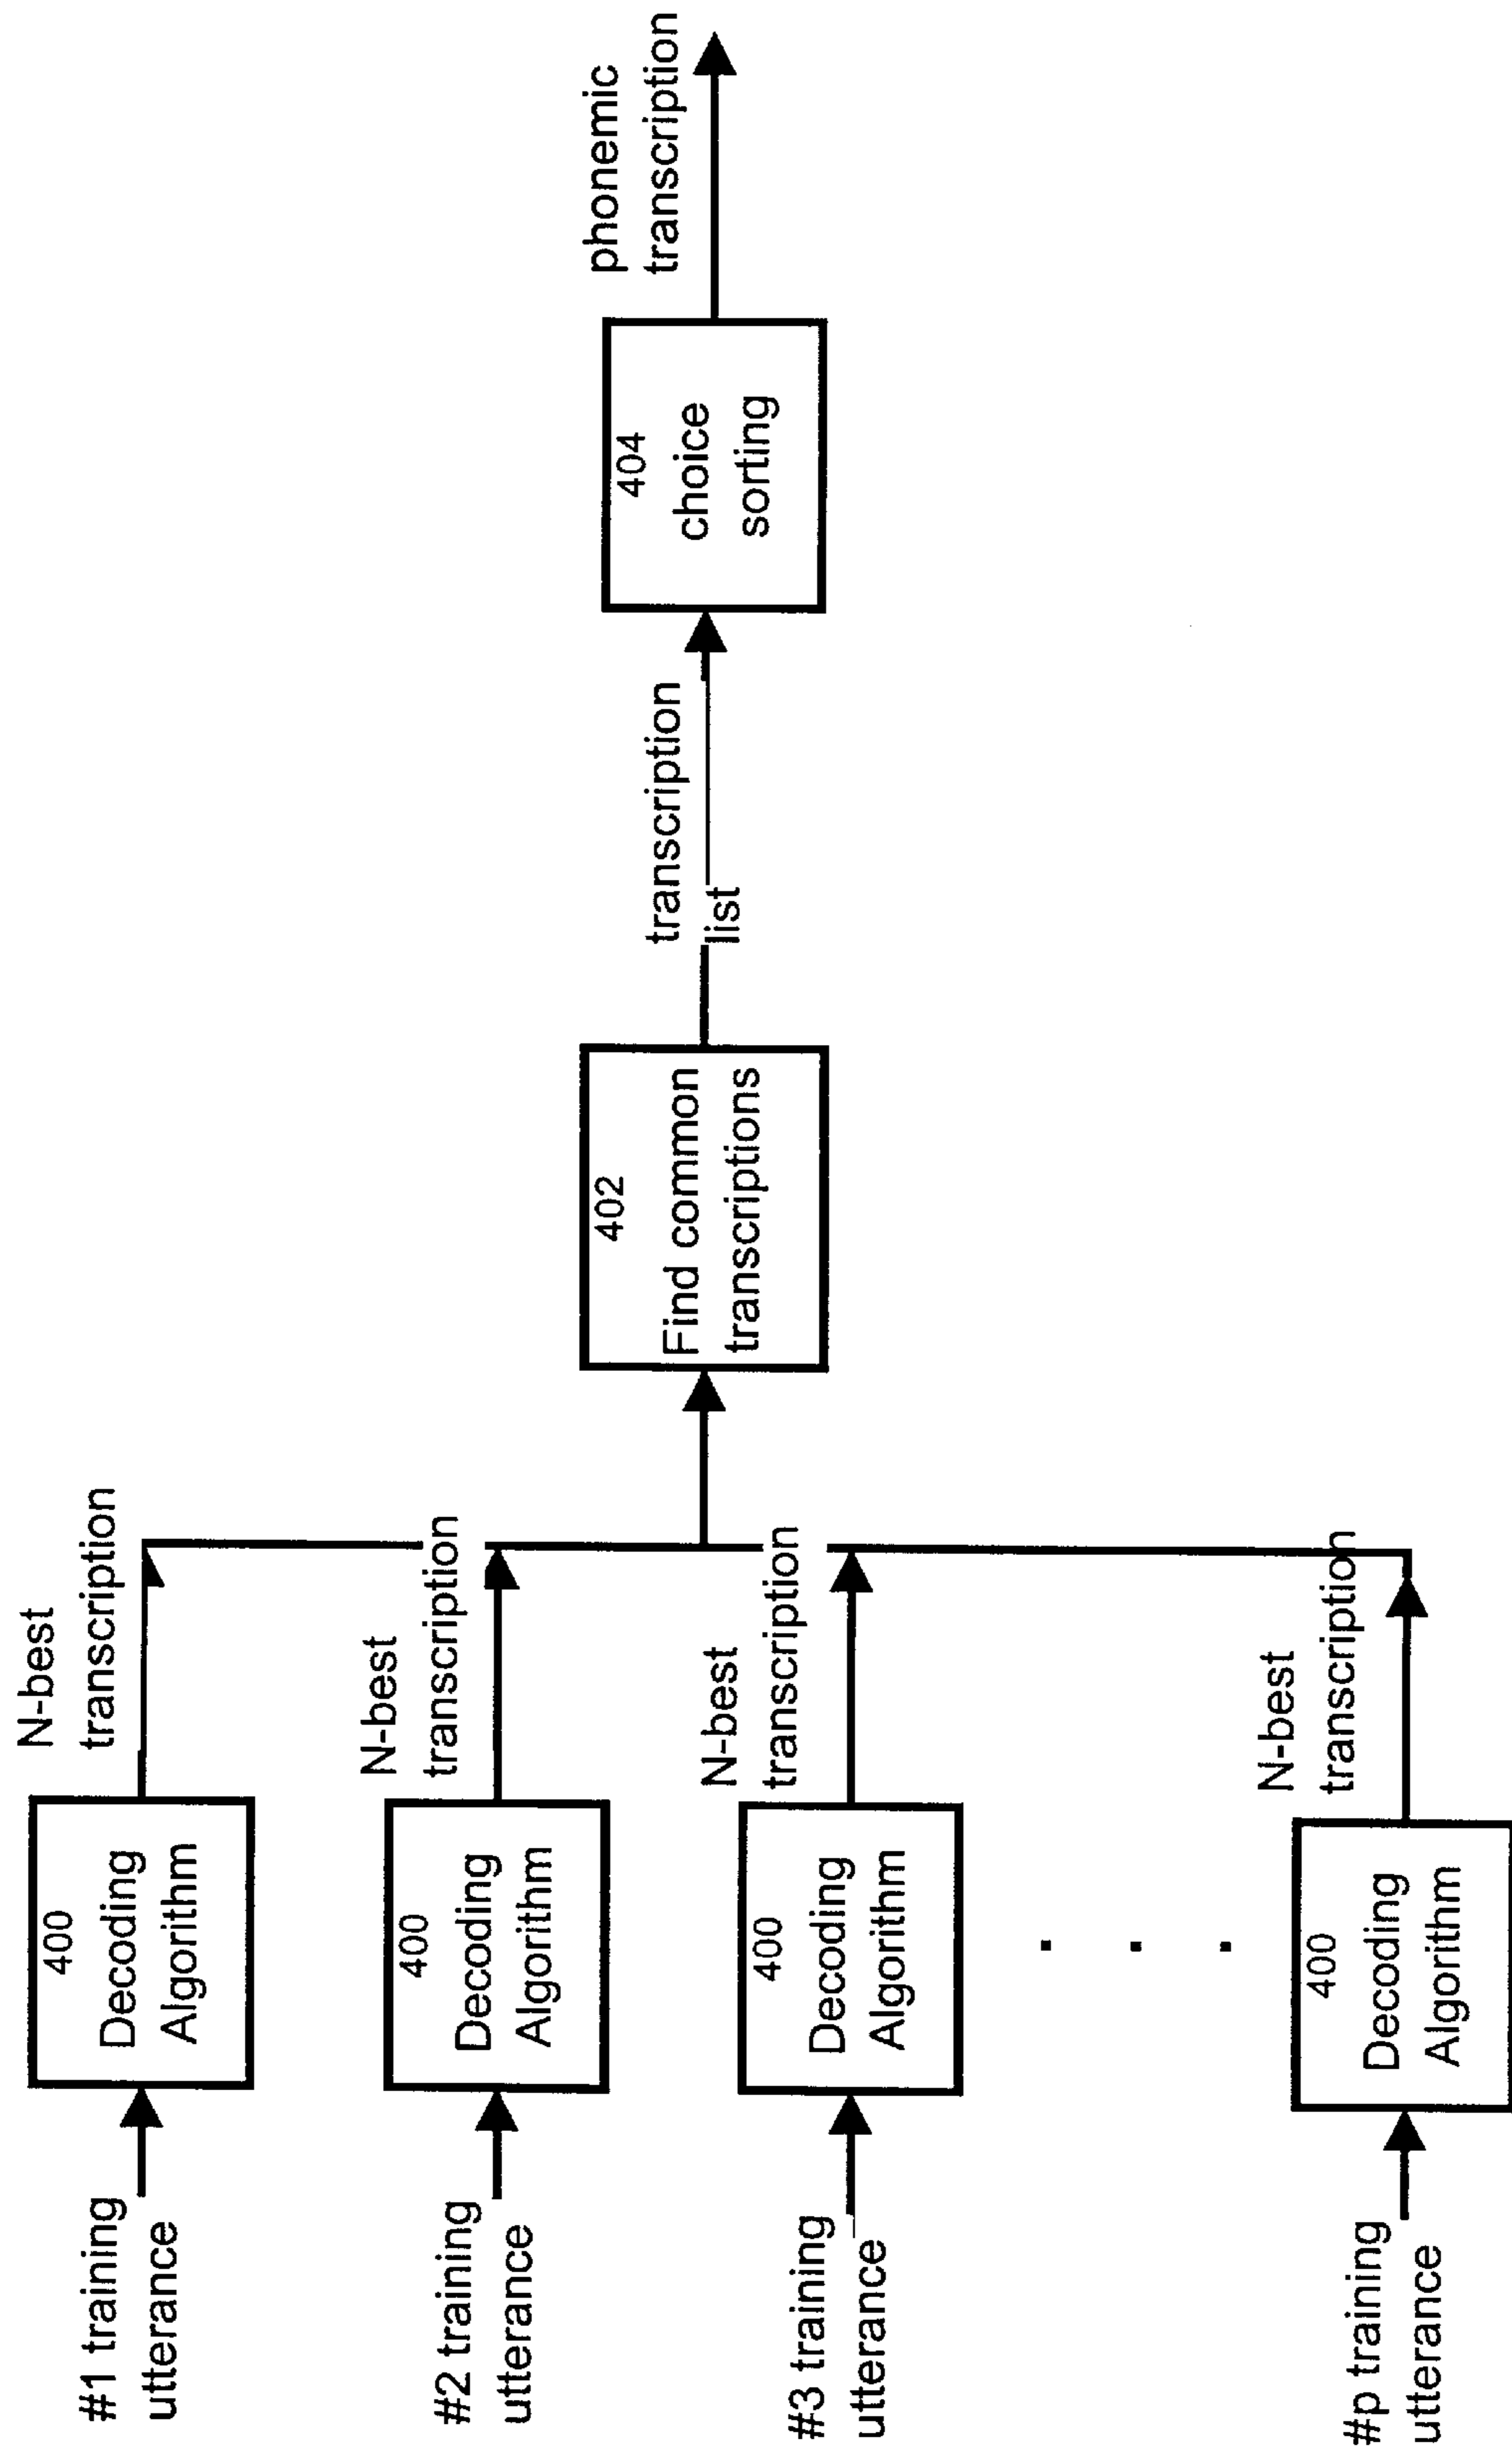 #1 training
utterance
400
Decoding
Algorithm
N-best
transcription
#2 training
utterance
400
Decoding
Algorithm
N-best
transcription
#3 training
utterance
400
Decoding
Algorithm
N-best
transcription
#p training
utterance
400
Decoding
Algorithm
N-best
transcription
402
Find common
transcriptions
transcription
list
404
choice
sorting
phonemic
transcription